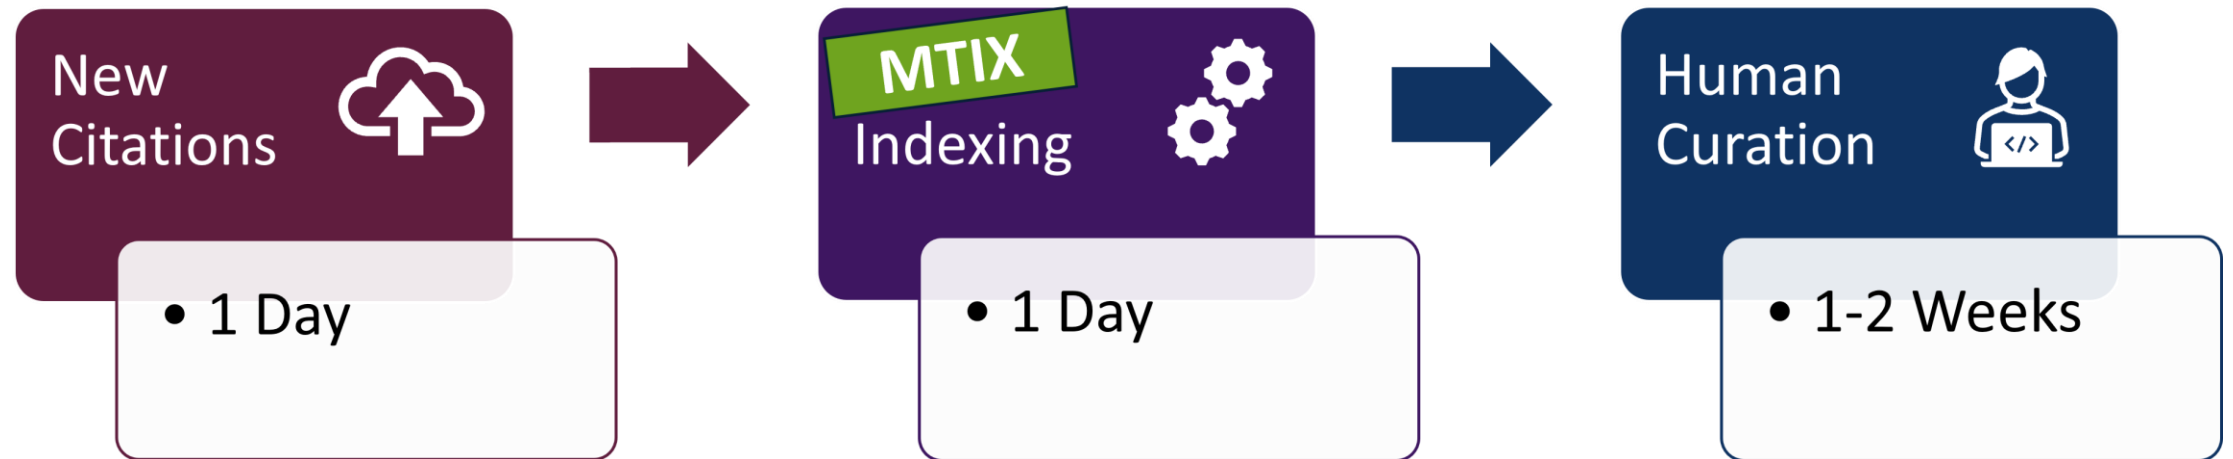 New
Citations
• 1 Day
MTIX
Indexing
• 1 Day
Human
Curation
</>
• 1-2 Weeks